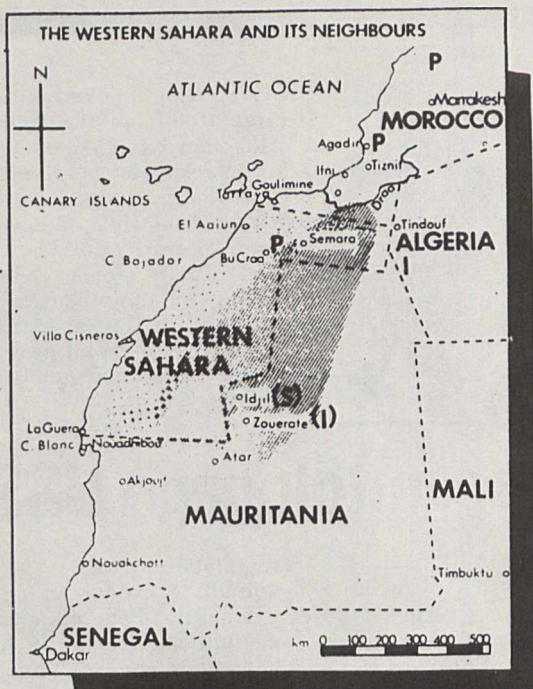 THE WESTERN SAHARA AND ITS NEIGHBOURS
N
ATLANTIC OCEAN
P
Marrakesh
MOROCCO
Agadir
P
Ifni
Tiznit
CANARY ISLANDS
Tarfaya
Goulimine
Draa
El Aaiun
Tindouf
ALGERIA
I
P
Semara
C. Bojador
BuCraa
Villa Cisneros
WESTERN
SAHARA
Idjil
(S)
Zouerate
(I)
LaGuera
C. Blanc
Nouadhibou
Atar
Akjoujt
MALI
MAURITANIA
Nouakchott
Timbuktu
SENEGAL
Dakar
km 0 100 200 300 400 500